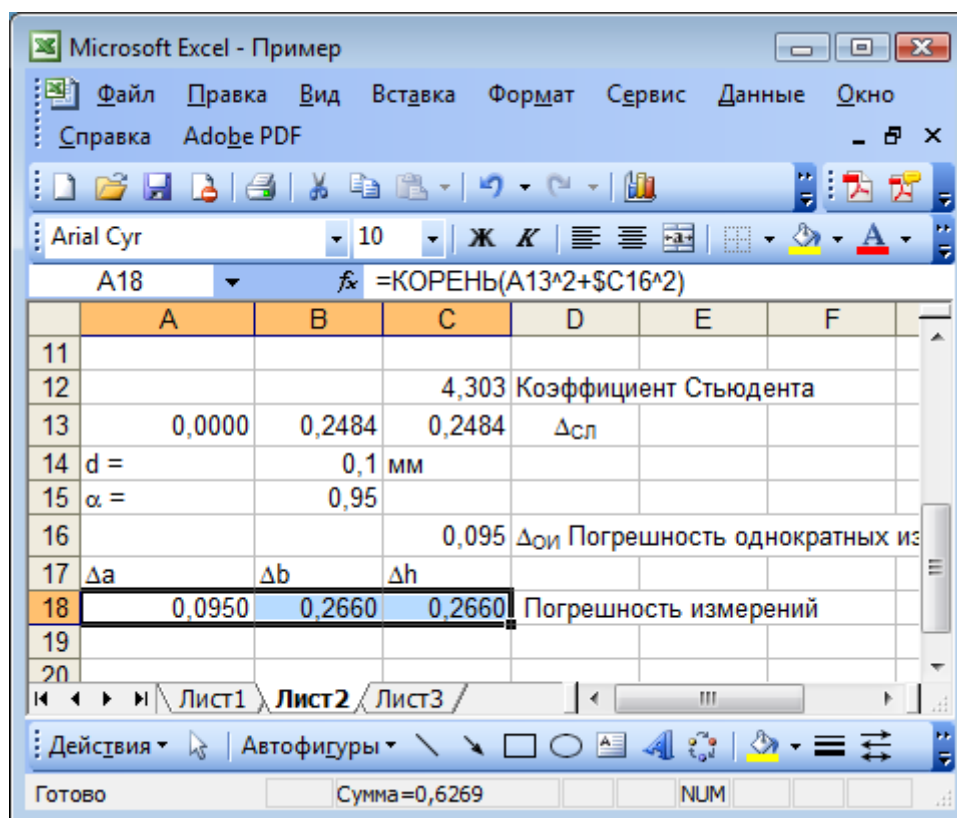 Microsoft Excel - Пример
Файл Правка Вид Вставка Формат Сервис Данные Окно
Справка Adobe PDF
Arial Cyr 10 Ж К
A18 fx =КОРЕНЬ(A13^2+$C16^2)
A B C D E F
11
12 4,303 Коэффициент Стьюдента
13 0,0000 0,2484 0,2484 ΔСЛ
14 d = 0,1 мм
15 α = 0,95
16 0,095 ΔОИ Погрешность однократных из
17 Δa Δb Δh
18 0,0950 0,2660 0,2660 Погрешность измерений
19
20
Лист1 Лист2 Лист3
Действия Автофигуры
Готово Сумма=0,6269 NUM